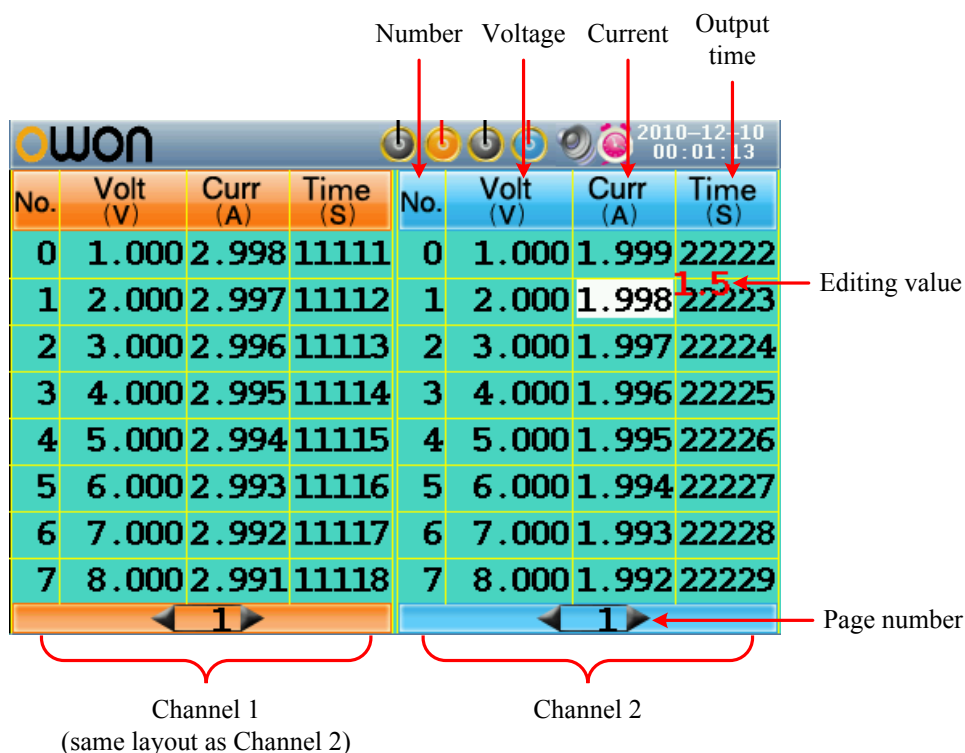 Number Voltage Current Output time
OWON 2010-12-10
00:01:13
No. Volt (V) Curr (A) Time (S) No. Volt (V) Curr (A) Time (S)
0 1.000 2.998 11111 0 1.000 1.999 22222
1.5 Editing value
1 2.000 2.997 11112 1 2.000 1.998 22223
2 3.000 2.996 11113 2 3.000 1.997 22224
3 4.000 2.995 11114 3 4.000 1.996 22225
4 5.000 2.994 11115 4 5.000 1.995 22226
5 6.000 2.993 11116 5 6.000 1.994 22227
6 7.000 2.992 11117 6 7.000 1.993 22228
7 8.000 2.991 11118 7 8.000 1.992 22229
1 1 Page number
Channel 1 Channel 2
(same layout as Channel 2)